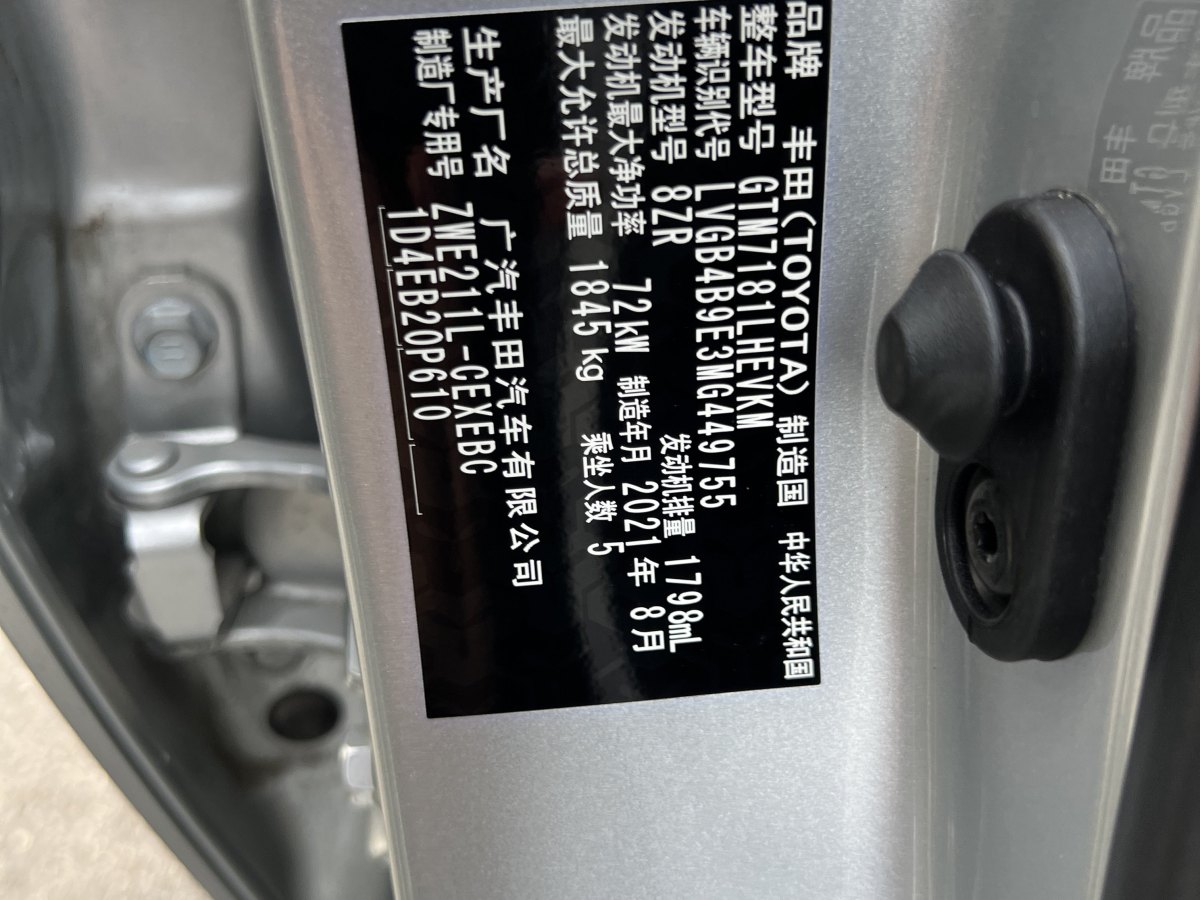 品牌 丰田(TOYOTA) 制造国 中华人民共和国
整车型号 GTM7181LHEVKM
车辆识别代号 LVGB4B9E3MG449755
发动机型号 8ZR 发动机排量 1798mL
发动机最大净功率 72kW 制造年月 2021年 8月
最大允许总质量 1845kg 乘坐人数 5
生产厂名 广汽丰田汽车有限公司
制造厂专用号 ZWE211L-CEXEBC
1D4EB20P610